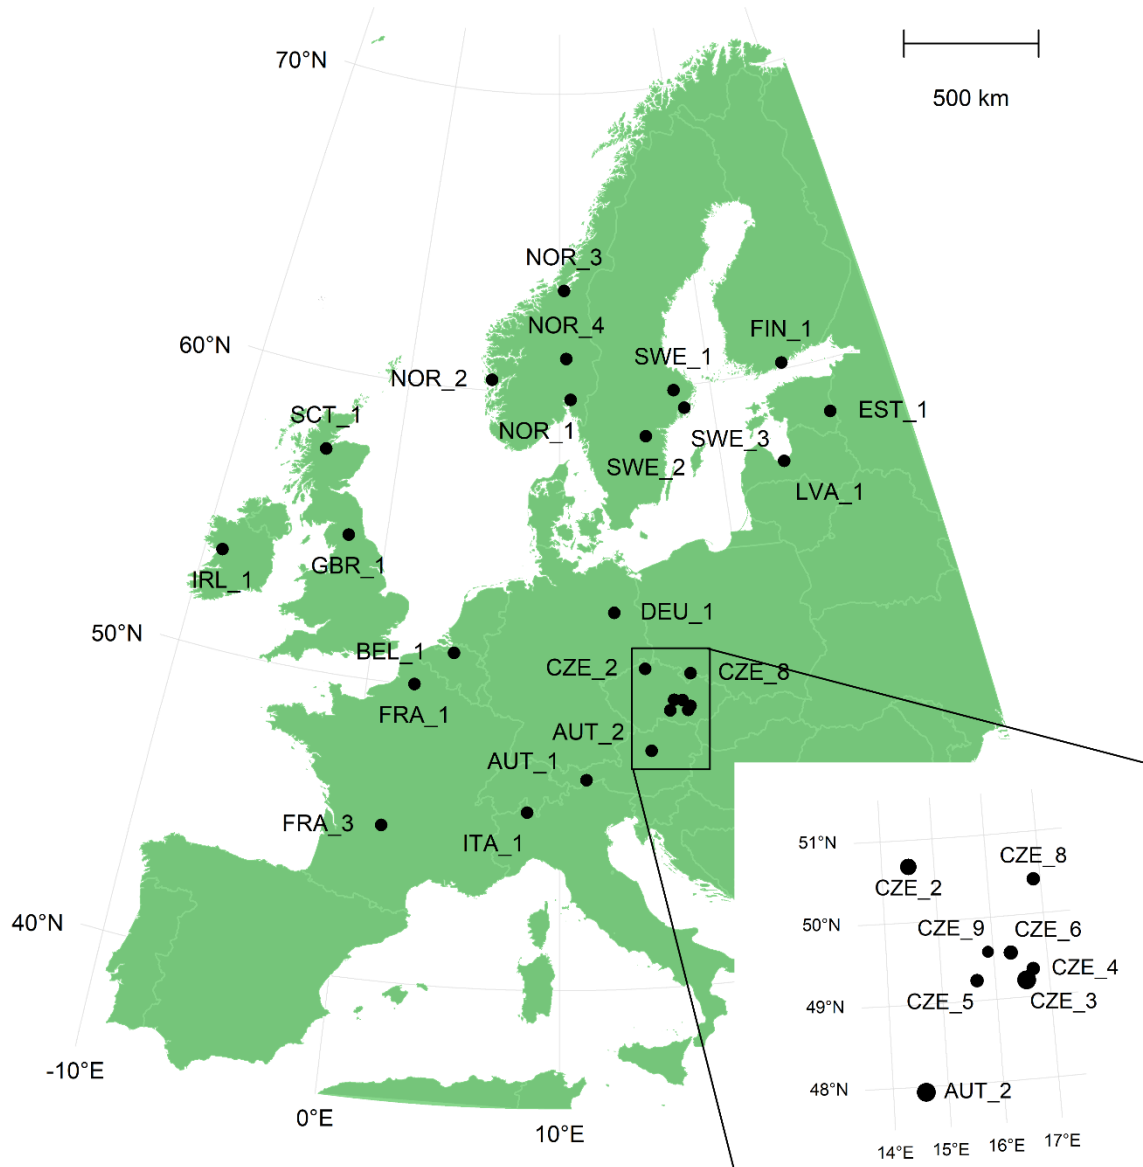 70°N
500 km
NOR_3
NOR_4
FIN_1
60°N
SWE_1
NOR_2
SCT_1
EST_1
NOR_1
SWE_3
SWE_2
LVA_1
GBR_1
IRL_1
DEU_1
50°N
BEL_1
CZE_2
CZE_8
FRA_1
AUT_2
AUT_1
FRA_3
ITA_1
51°N
CZE_8
CZE_2
40°N
50°N
CZE_9
CZE_6
CZE_4
CZE_5
CZE_3
49°N
-10°E
48°N
AUT_2
0°E
10°E
14°E
15°E
16°E
17°E